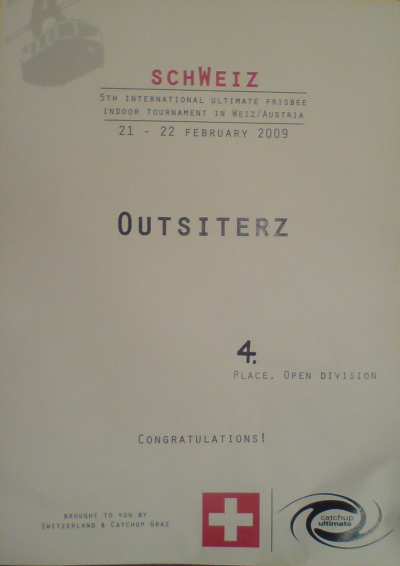 schWeiz
5th international ultimate frisbee
indoor tournament in Weiz/Austria
21 - 22 february 2009
Outsiterz
4.
Place, Open division
Congratulations!
brought to you by
Switzerland & Catchup Graz
catchup
ultimate